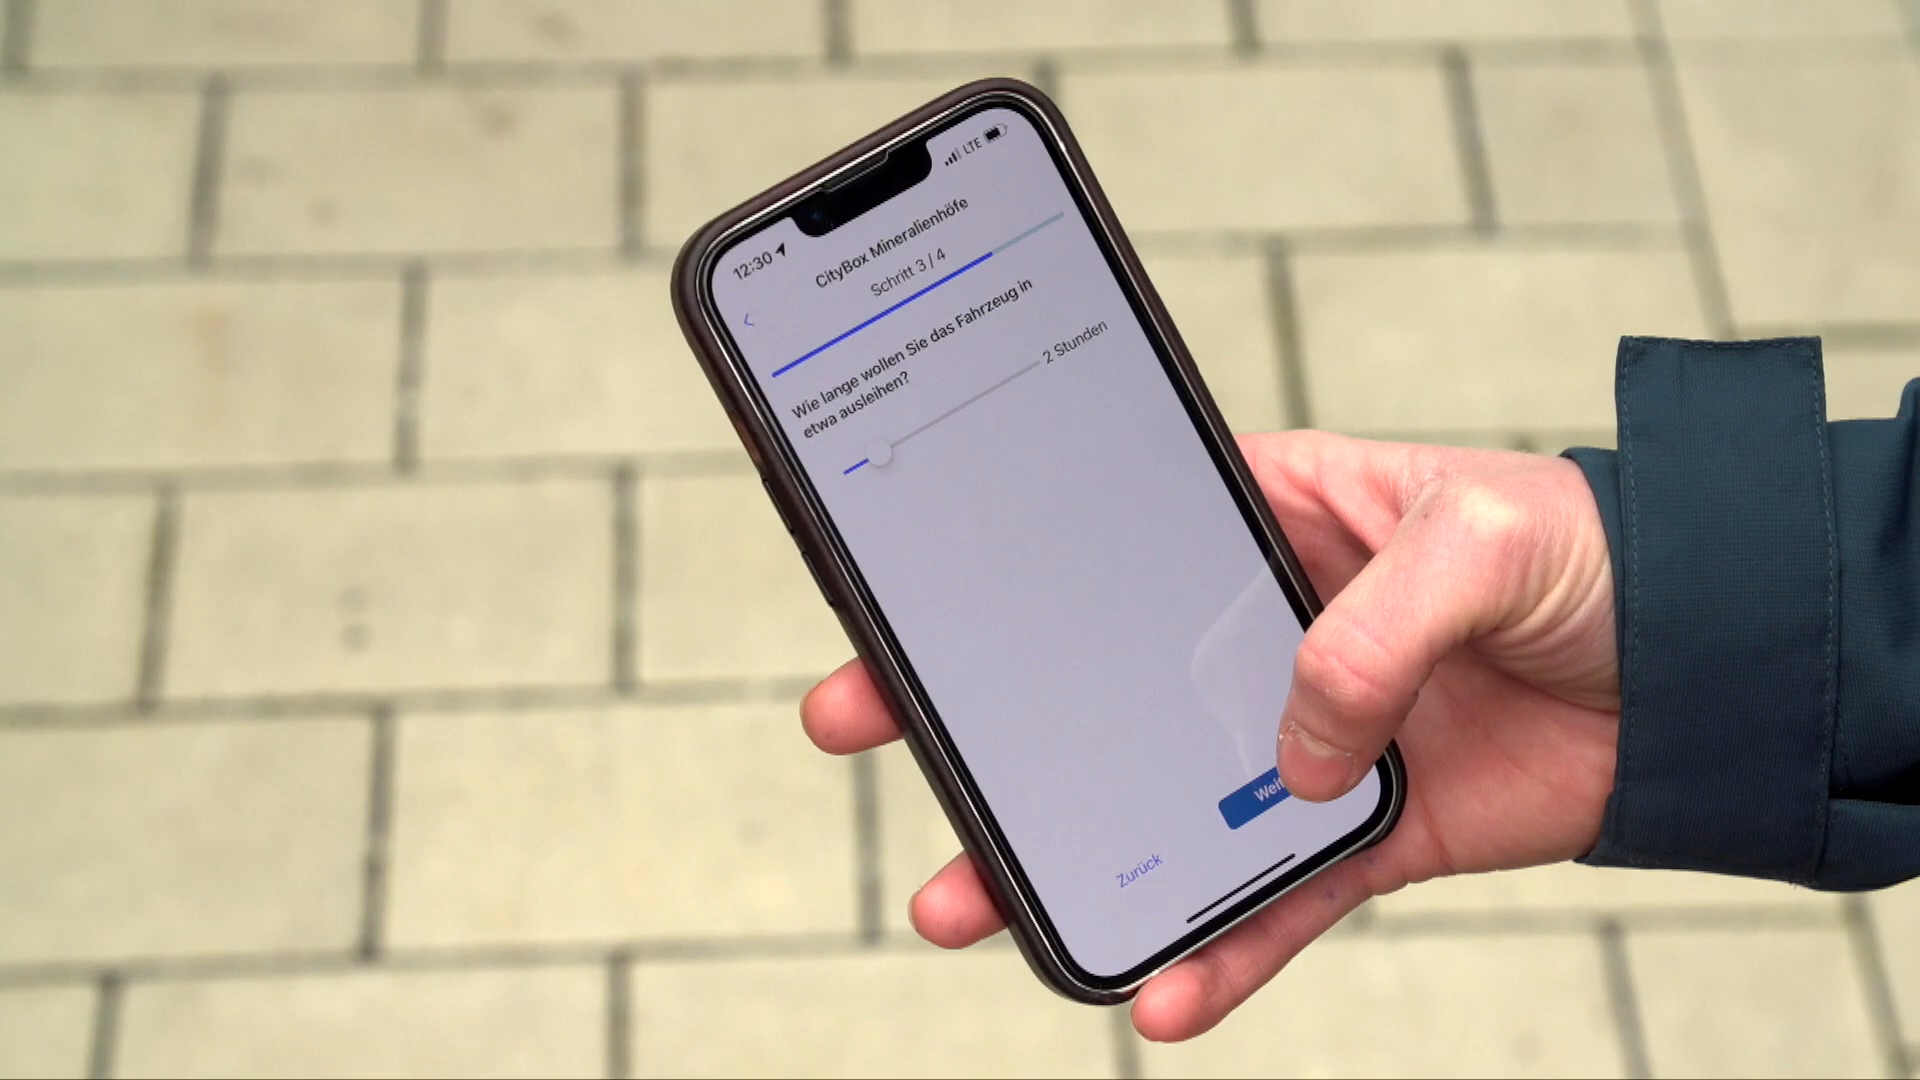 12:30
LTE
CityBox Mineralienhöfe
Schritt 3 / 4
Wie lange wollen Sie das Fahrzeug in
etwa ausleihen?
2 Stunden
Weit
Zurück